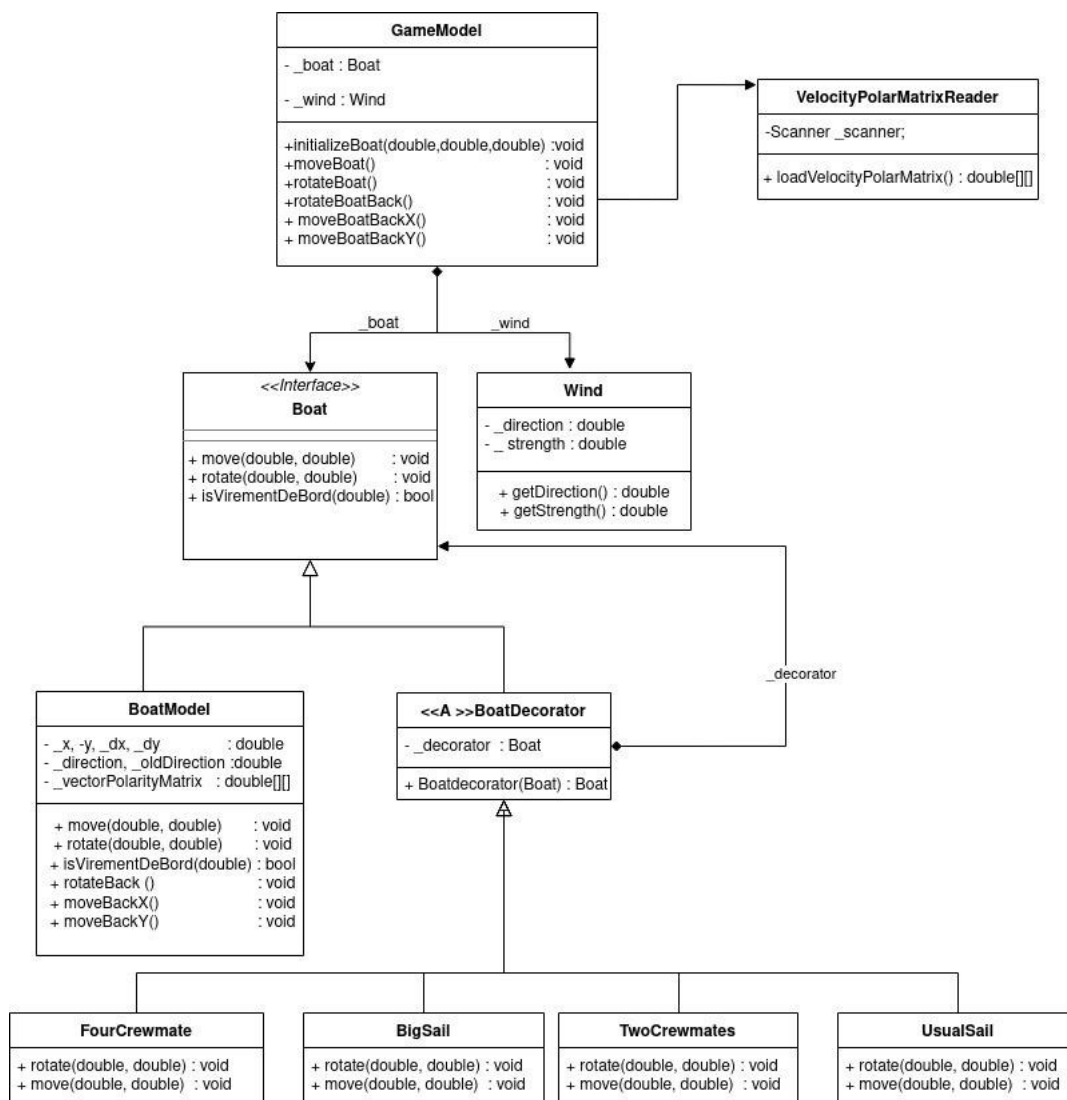 GameModel
- _boat : Boat
- _wind : Wind
+initializeBoat(double,double,double) :void
+moveBoat() : void
+rotateBoat() : void
+rotateBoatBack() : void
+ moveBoatBackX() : void
+ moveBoatBackY() : void
VelocityPolarMatrixReader
-Scanner _scanner;
+ loadVelocityPolarMatrix() : double[][]
_boat
_wind
<<Interface>>
Boat
+ move(double, double) : void
+ rotate(double, double) : void
+ isVirementDeBord(double) : bool
Wind
- _direction : double
- _ strength : double
+ getDirection() : double
+ getStrength() : double
_decorator
BoatModel
- _x, -y, _dx, _dy : double
- _direction, _oldDirection :double
- _vectorPolarityMatrix : double[][]
+ move(double, double) : void
+ rotate(double, double) : void
+ isVirementDeBord(double) : bool
+ rotateBack () : void
+ moveBackX() : void
+ moveBackY() : void
<<A >>BoatDecorator
- _decorator : Boat
+ Boatdecorator(Boat) : Boat
FourCrewmate
+ rotate(double, double) : void
+ move(double, double) : void
BigSail
+ rotate(double, double) : void
+ move(double, double) : void
TwoCrewmates
+ rotate(double, double) : void
+ move(double, double) : void
UsualSail
+ rotate(double, double) : void
+ move(double, double) : void